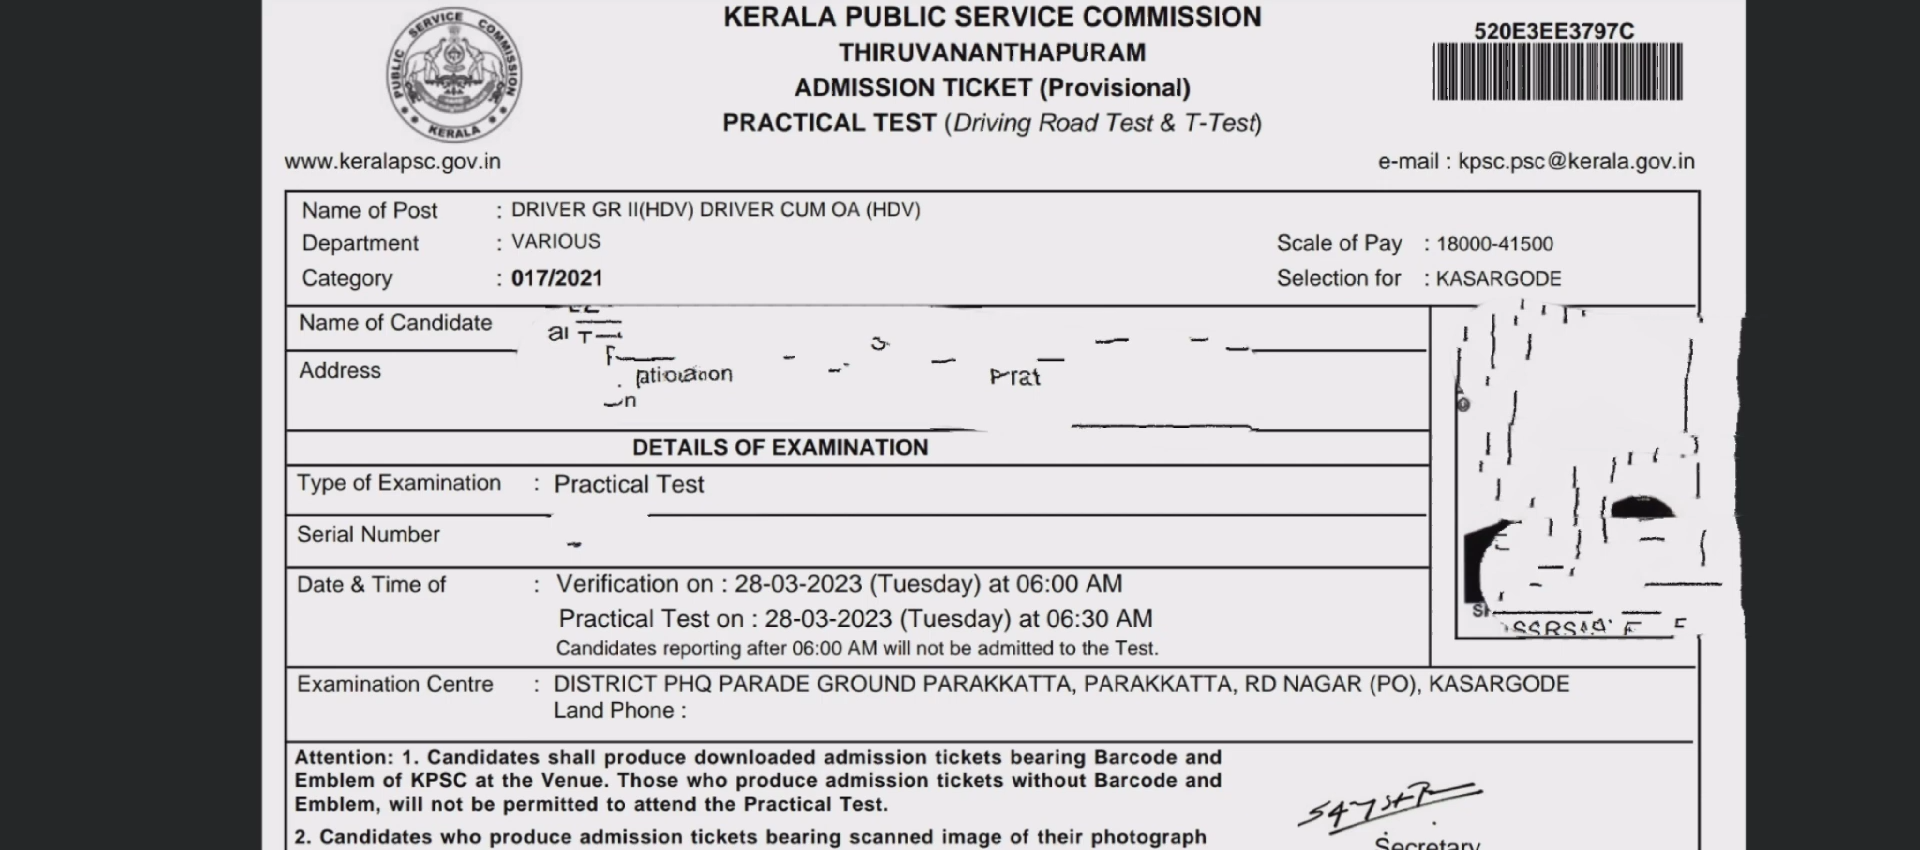 KERALA PUBLIC SERVICE COMMISSION
THIRUVANANTHAPURAM
ADMISSION TICKET (Provisional)
PRACTICAL TEST (Driving Road Test & T-Test)
PUBLIC SERVICE COMMISSION
KERALA
520E3EE3797C
www.keralapsc.gov.in
e-mail : kpsc.psc@kerala.gov.in
Name of Post : DRIVER GR II(HDV) DRIVER CUM OA (HDV)
Department : VARIOUS
Scale of Pay : 18000-41500
Category : 017/2021
Selection for : KASARGODE
Name of Candidate
Address
DETAILS OF EXAMINATION
Type of Examination : Practical Test
Serial Number
Date & Time of : Verification on : 28-03-2023 (Tuesday) at 06:00 AM
Practical Test on : 28-03-2023 (Tuesday) at 06:30 AM
Candidates reporting after 06:00 AM will not be admitted to the Test.
Examination Centre : DISTRICT PHQ PARADE GROUND PARAKKATTA, PARAKKATTA, RD NAGAR (PO), KASARGODE
Land Phone :
Attention: 1. Candidates shall produce downloaded admission tickets bearing Barcode and
Emblem of KPSC at the Venue. Those who produce admission tickets without Barcode and
Emblem, will not be permitted to attend the Practical Test.
2. Candidates who produce admission tickets bearing scanned image of their photograph
Secretary